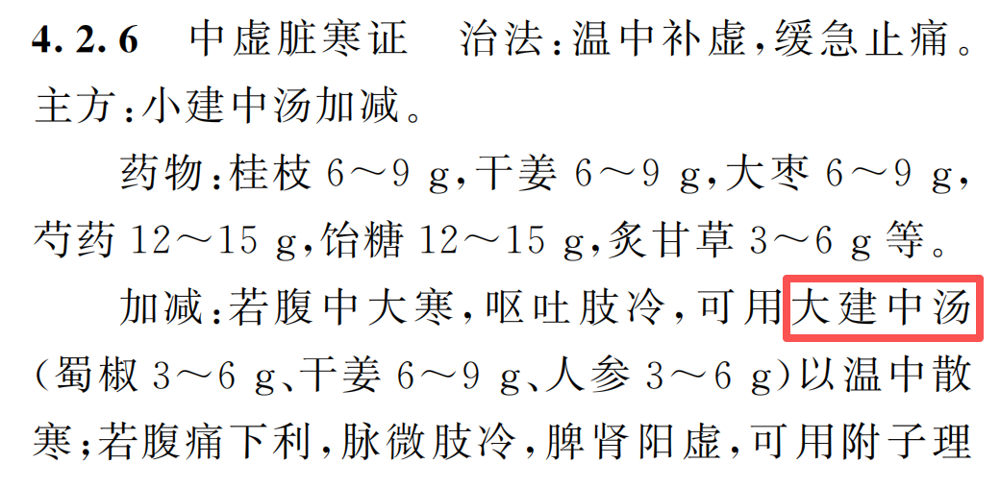 4.2.6 中虚脏寒证 治法:温中补虚,缓急止痛。
主方:小建中汤加减。
药物:桂枝 6～9 g,干姜 6～9 g,大枣 6～9 g,
芍药 12～15 g,饴糖 12～15 g,炙甘草 3～6 g 等。
加减:若腹中大寒,呕吐肢冷,可用大建中汤
(蜀椒 3～6 g、干姜 6～9 g、人参 3～6 g)以温中散
寒;若腹痛下利,脉微肢冷,脾肾阳虚,可用附子理